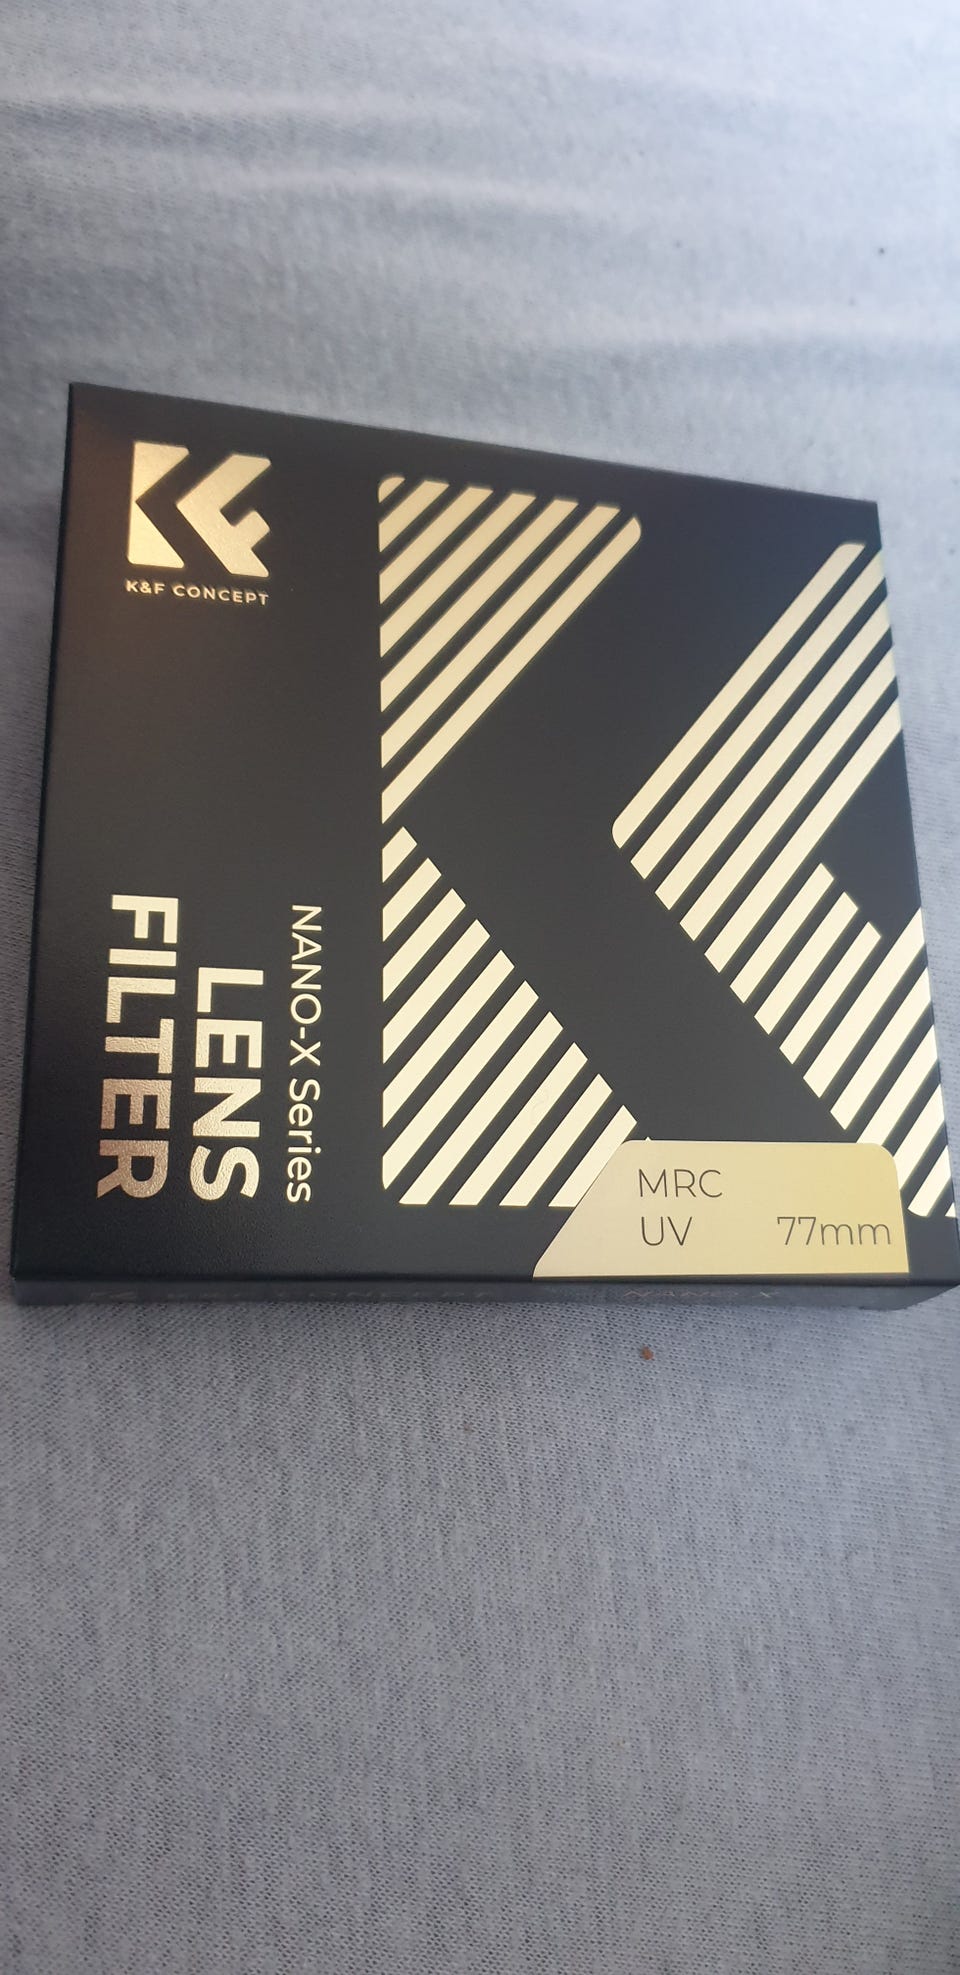 K&F CONCEPT
NANO-X Series
LENS
FILTER
MRC
UV 77mm